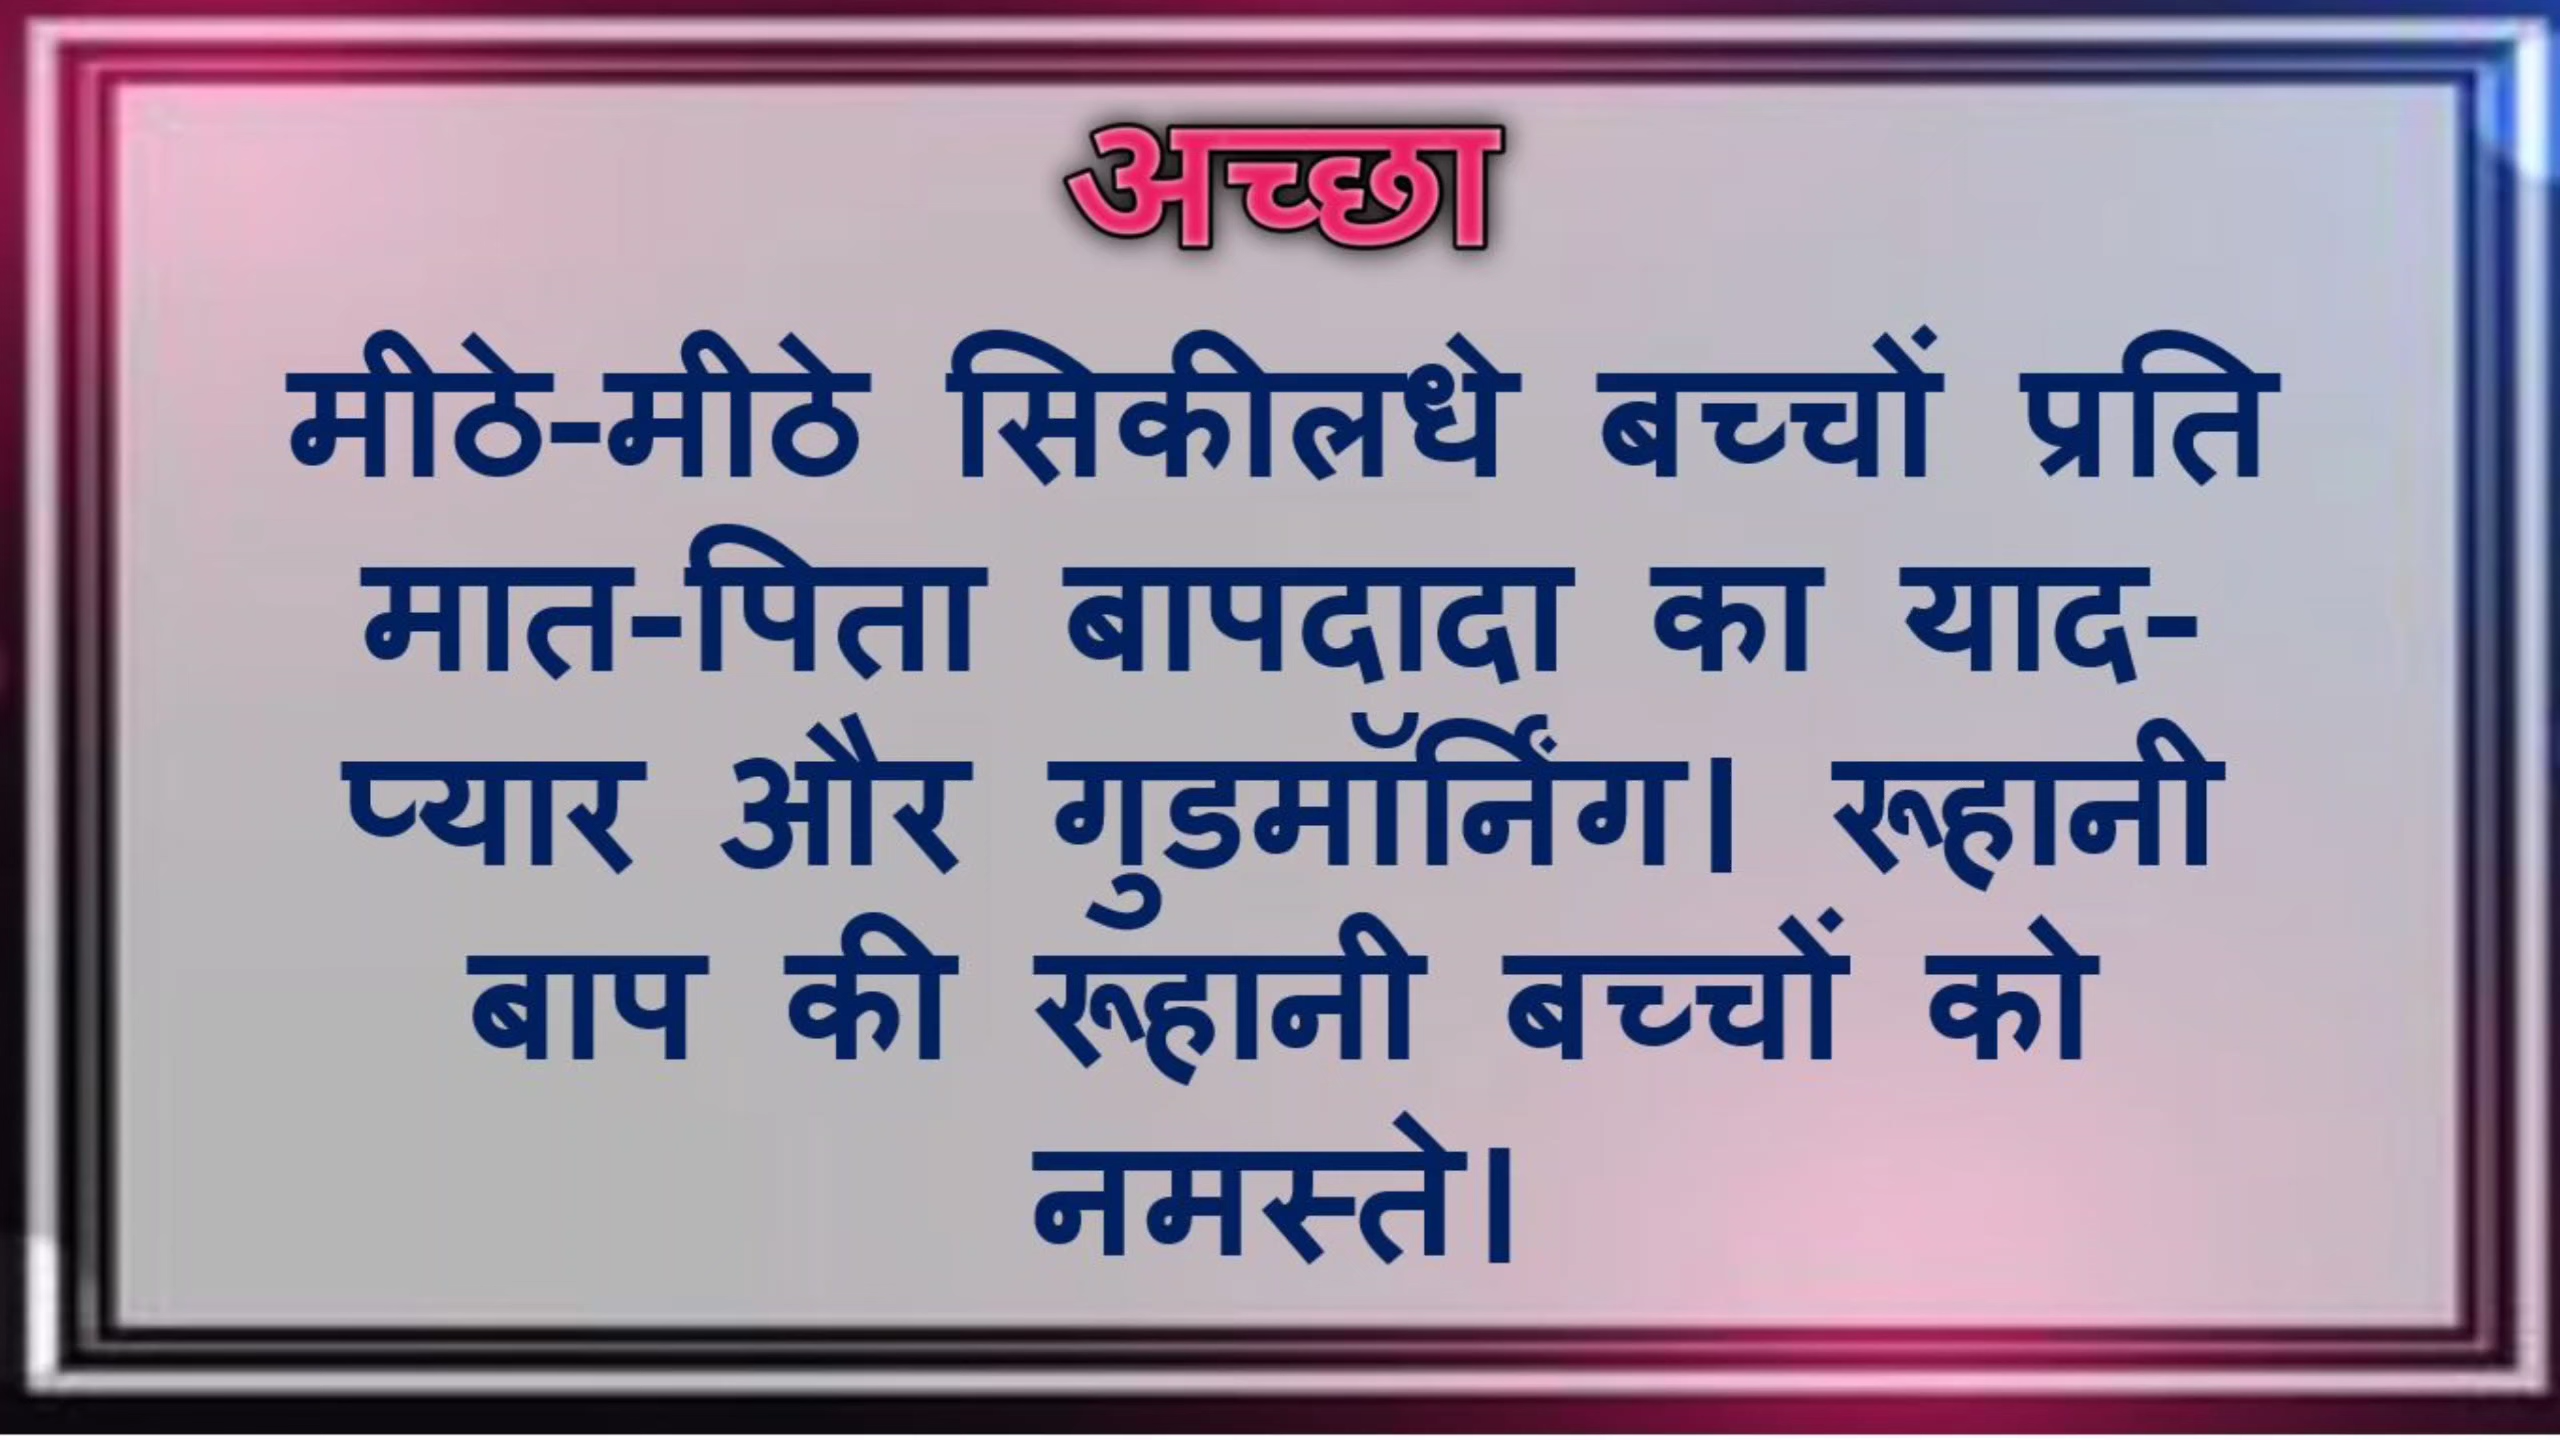 अच्छा
मीठे-मीठे सिकीलधे बच्चों प्रति
मात-पिता बापदादा का याद-
प्यार और गुडमॉर्निंग। रूहानी
बाप की रूहानी बच्चों को
नमस्ते।